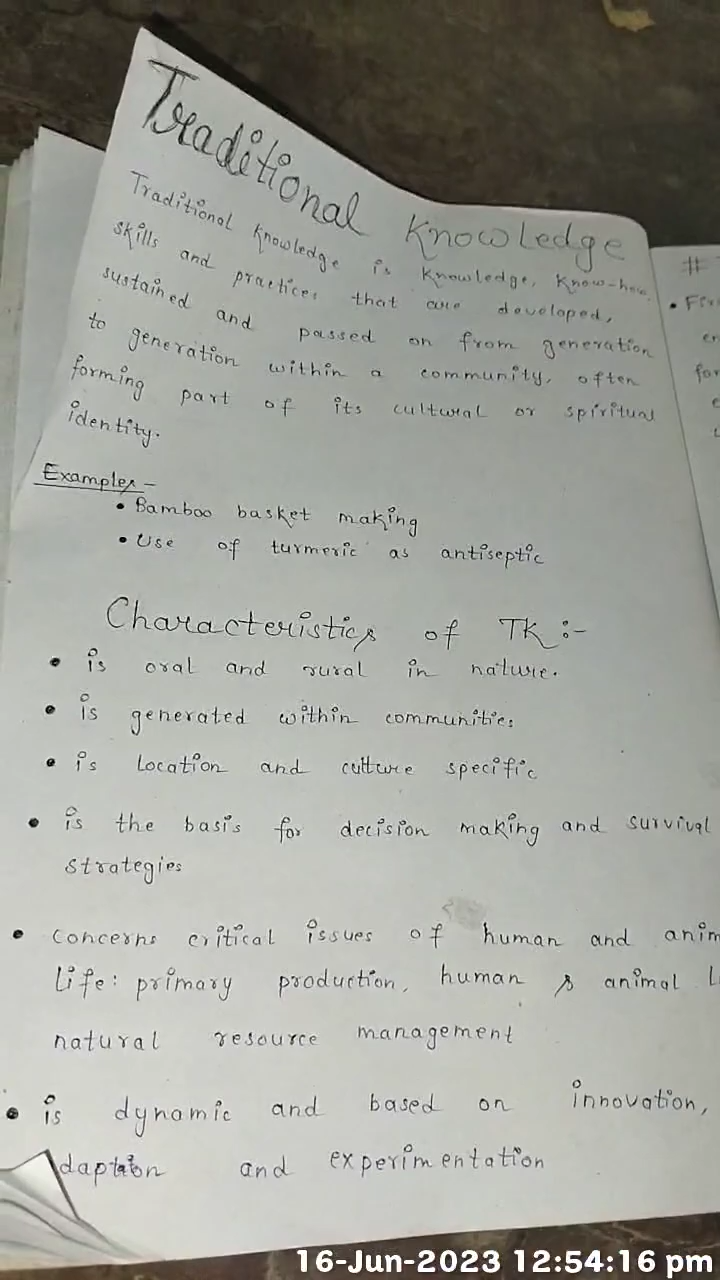 Traditional Knowledge
Traditional Knowledge is knowledge, know-how
skills and practices that are developed,
sustained and passed on from generation
to generation within a community, often
forming part of its cultural or spiritual
identity.
Examples -
• Bamboo basket making
• Use of turmeric as antiseptic
Characteristics of TK :-
• is oral and rural in nature.
• is generated within communities
• is location and culture specific
• is the basis for decision making and survival
strategies
• concerns critical issues of human and anim
life: primary production, human & animal l
natural resource management
• is dynamic and based on innovation,
daptation and experimentation
#
• Fir
en
for
16-Jun-2023 12:54:16 pm